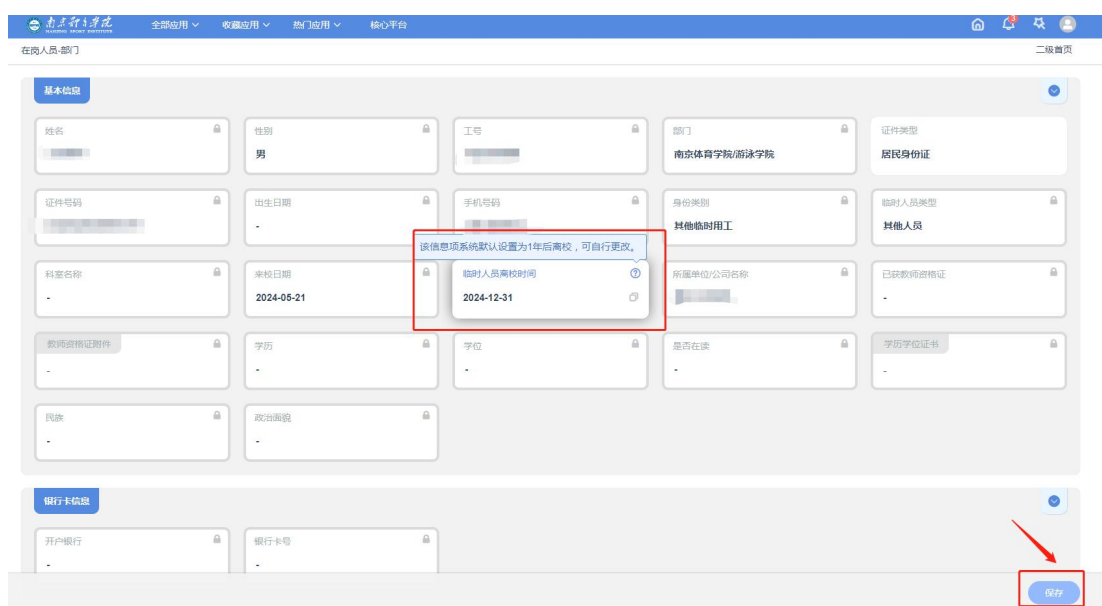 南京体育学院 全部应用 收藏应用 热门应用 核心平台 3
NANJING SPORT INSTITUTE
在岗人员-部门 二级首页
基本信息
姓名 性别 工号 部门 证件类型
男 南京体育学院/游泳学院 居民身份证
证件号码 出生日期 手机号码 身份类别 临时人员类型
- 其他临时用工 其他人员
该信息项系统默认设置为1年后离校，可自行更改。
科室名称 来校日期 临时人员离校时间 所属单位/公司名称 已获教师资格证
- 2024-05-21 2024-12-31 -
教师资格证附件 学历 学位 是否在读 学历学位证书
- - - - -
民族 政治面貌
- -
银行卡信息
开户银行 银行卡号
- -
保存